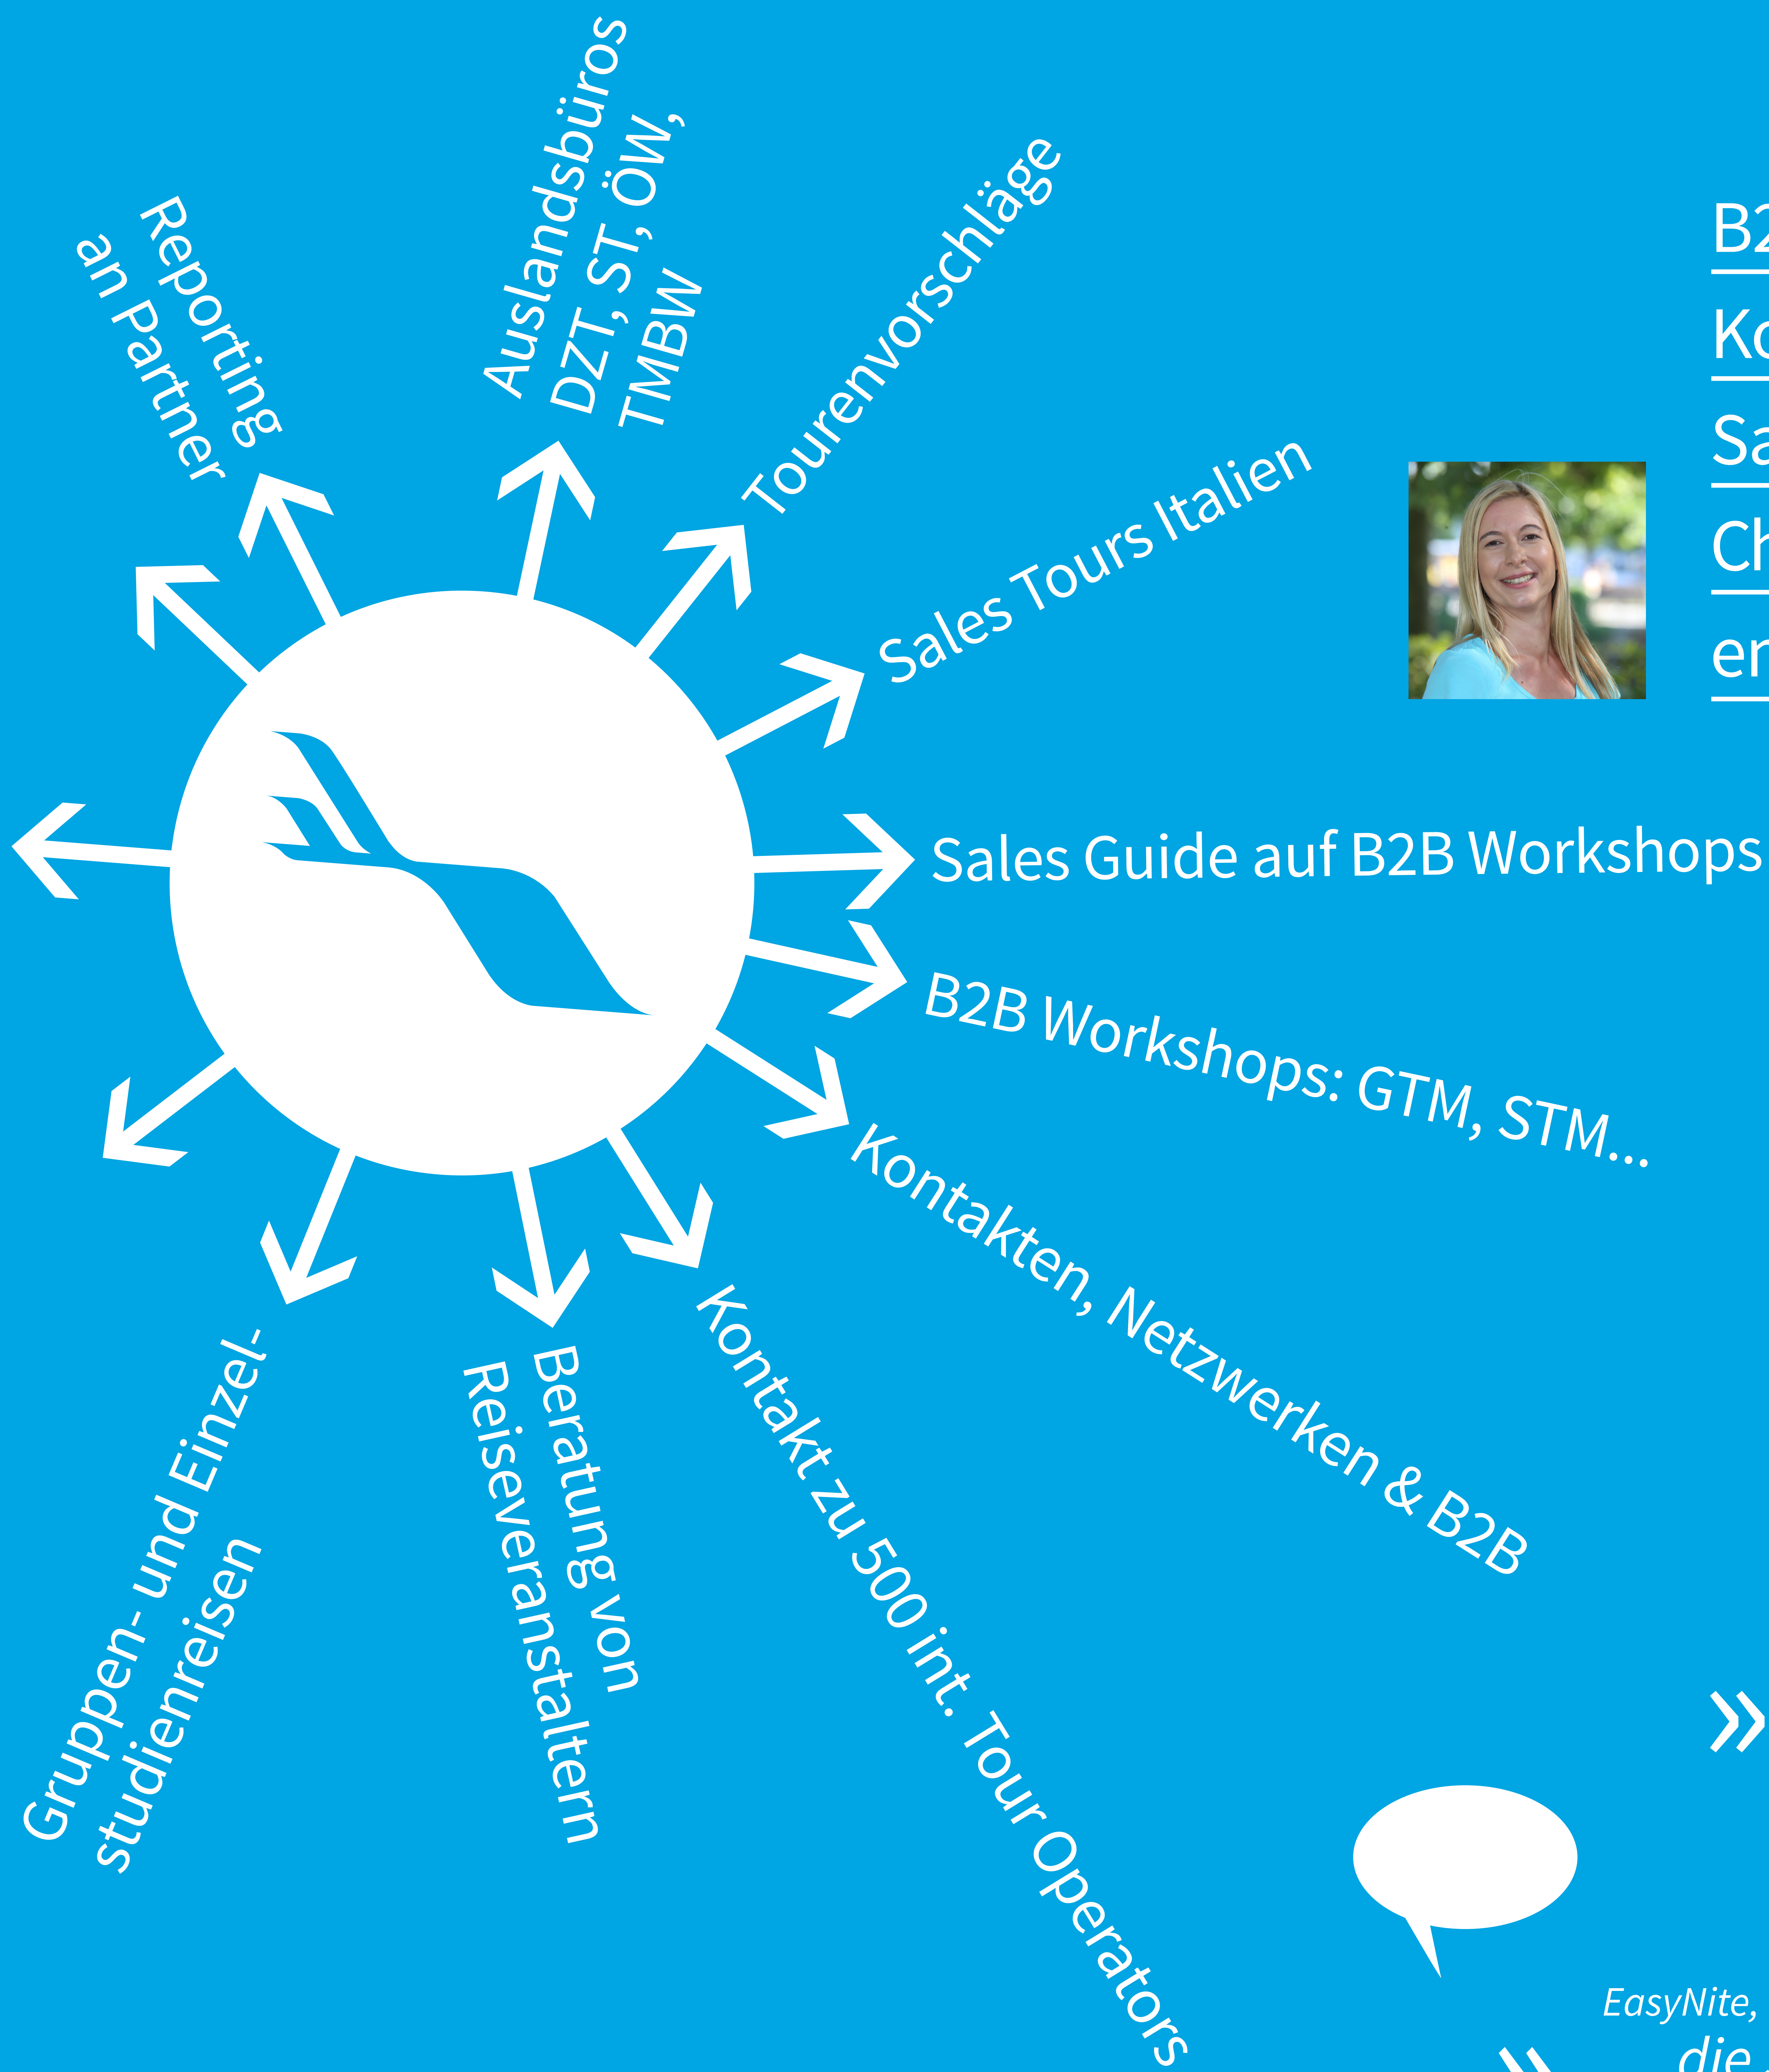 Reporting
an Partner
Auslandsbüros
DZT, ST, ÖW,
TMBW
Tourenvorschläge
Sales Tours Italien
Sales Guide auf B2B Workshops
B2B Workshops: GTM, STM...
Kontakten, Netzwerken & B2B
Kontakt zu 500 int. Tour Operators
Beratung von
Reiseveranstaltern
Gruppen- und Einzel-
studienreisen
»
EasyNite,
die
»